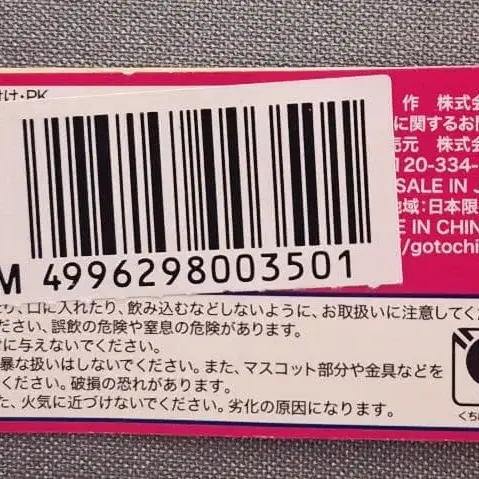 け・PK
M 4996298003501
作 株式会
に関するお
売元 株式会
120-334-
SALE IN J
地域:日本限
E IN CHIN
/gotochi
り、口に入れたり、飲み込むなどしないように、お取扱いに注意してくだ
ださい、誤飲の危険や窒息の危険があります。
に与えないでください。
暴な扱いはしないでください。また、マスコット部分や金具などを
ください。破損の恐れがあります。
た、火気に近づけないでください。劣化の原因になります。
くち